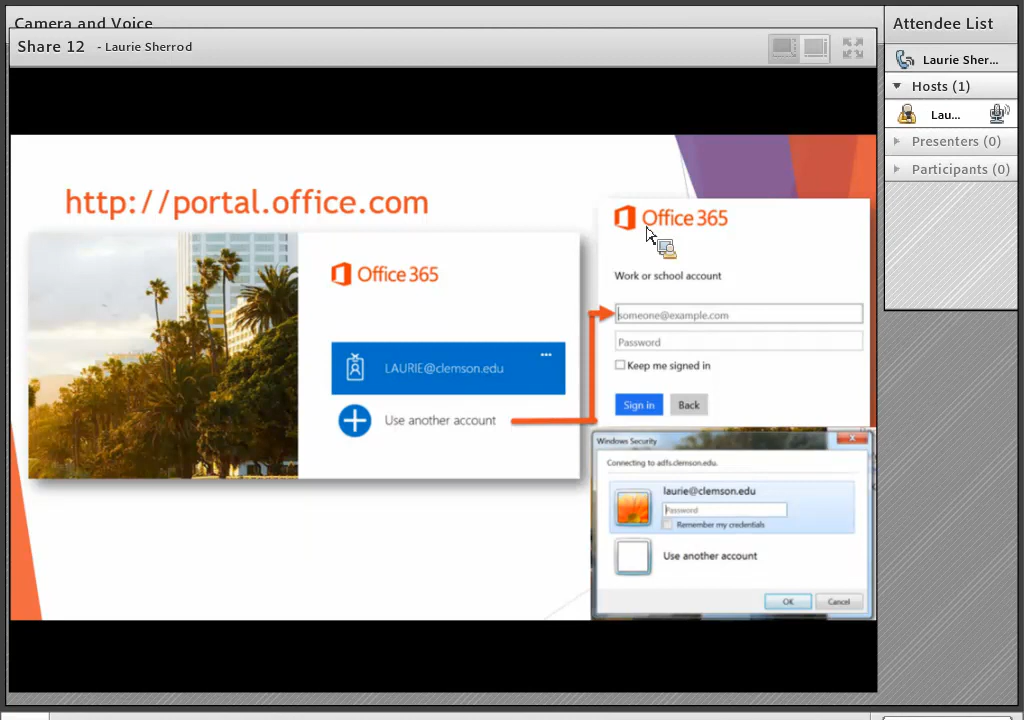 Camera and Voice
Share 12 - Laurie Sherrod
Attendee List
Laurie Sher...
Hosts (1)
Lau...
Presenters (0)
Participants (0)
http://portal.office.com
Office 365
LAURIE@clemson.edu
Use another account
Office 365
Work or school account
someone@example.com
Password
Keep me signed in
Sign in
Back
Windows Security
Connecting to adfs.clemson.edu.
laurie@clemson.edu
Password
Remember my credentials
Use another account
OK
Cancel